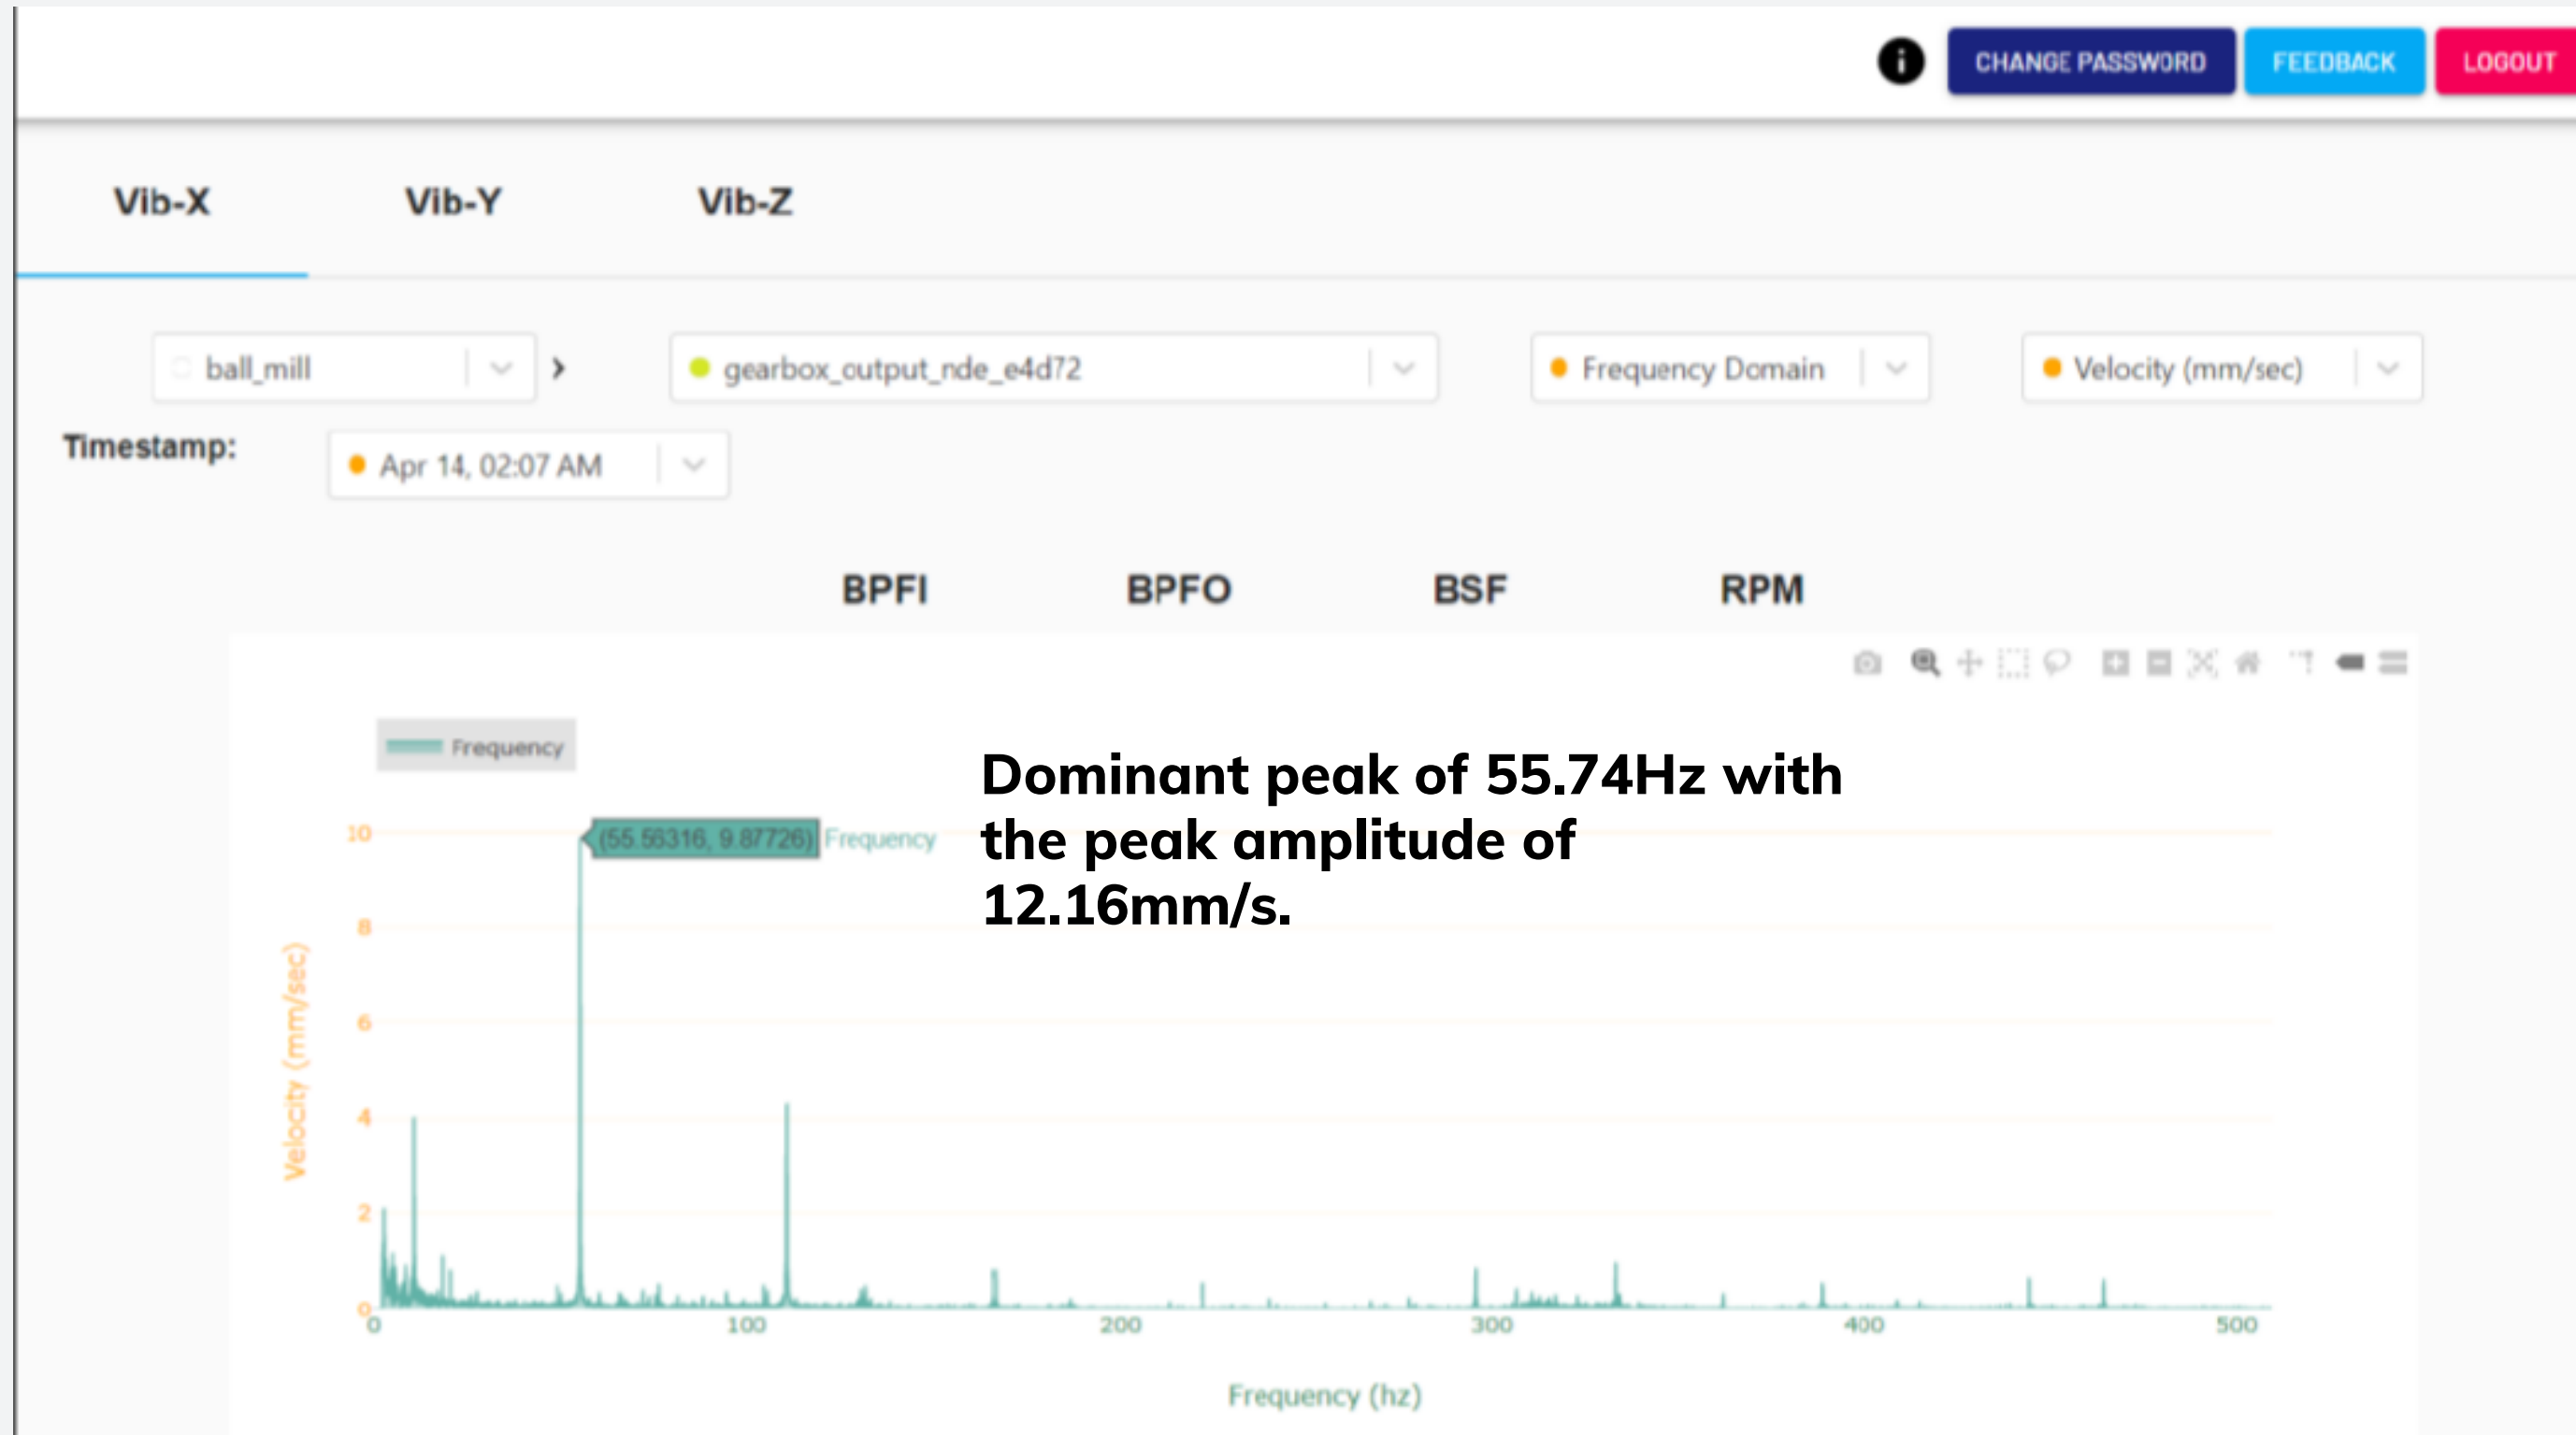 i CHANGE PASSWORD FEEDBACK LOGOUT
Vib-X Vib-Y Vib-Z
ball_mill gearbox_output_nde_e4d72 Frequency Domain Velocity (mm/sec)
Timestamp: Apr 14, 02:07 AM
BPFI BPFO BSF RPM
Frequency
Dominant peak of 55.74Hz with
the peak amplitude of
12.16mm/s.
(55.56316, 9.87726) Frequency
10
8
6
4
2
0
Velocity (mm/sec)
0 100 200 300 400 500
Frequency (hz)